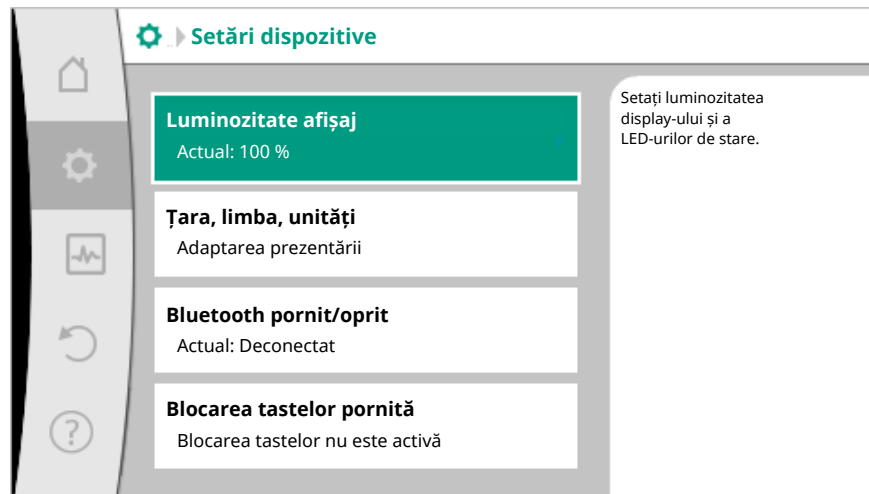 Setări dispozitive
Luminozitate afișaj
Actual: 100 %
Țara, limba, unități
Adaptarea prezentării
Bluetooth pornit/oprit
Actual: Deconectat
Blocarea tastelor pornită
Blocarea tastelor nu este activă
Setați luminozitatea
display-ului și a
LED-urilor de stare.
?